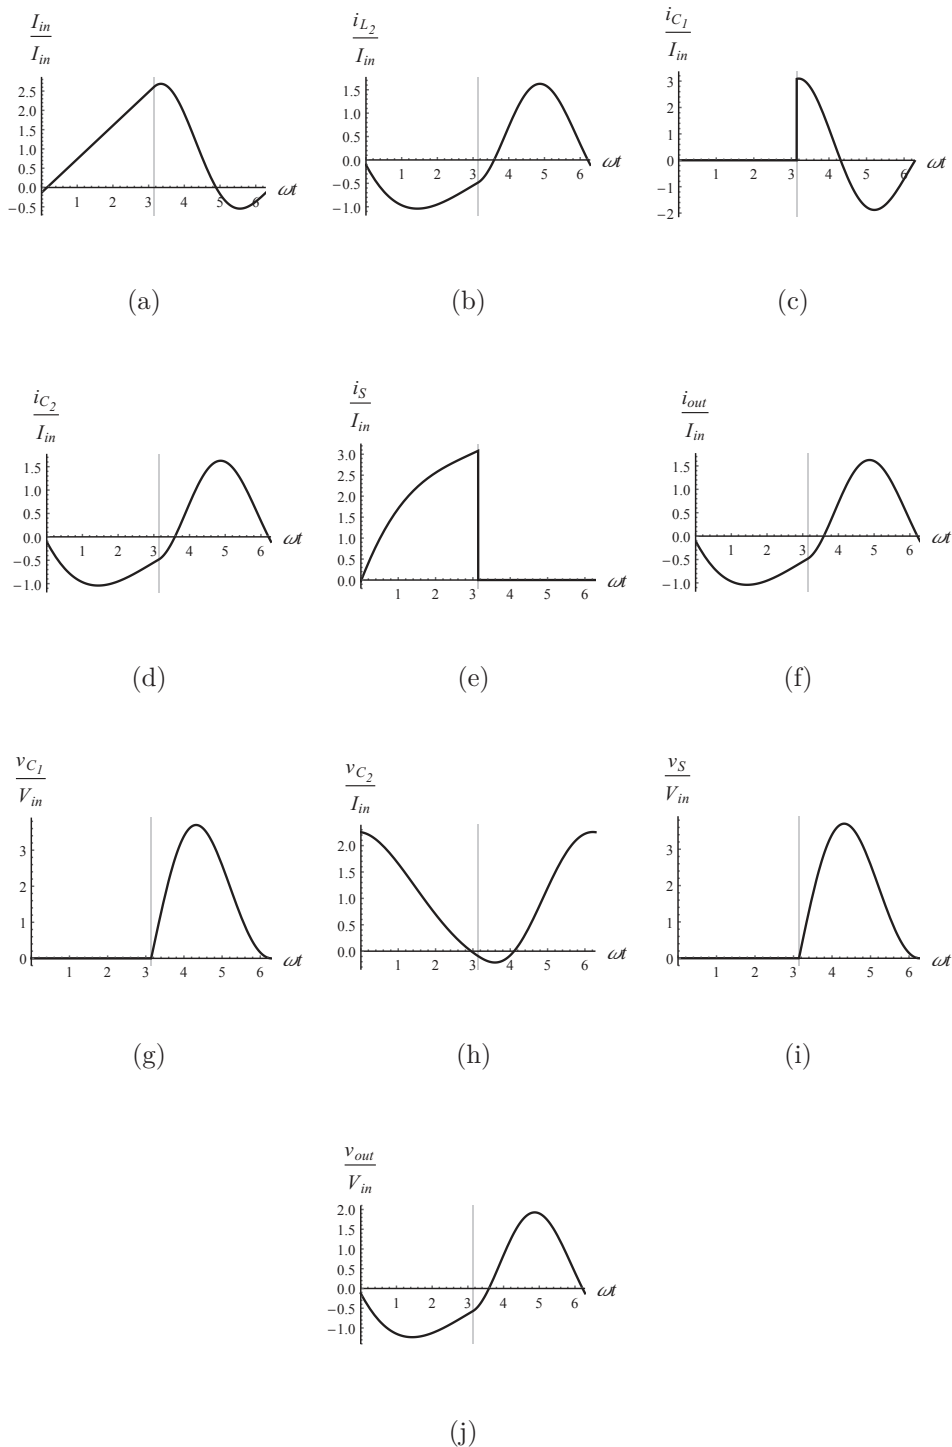 I_in / I_in
2.5
2.0
1.5
1.0
0.5
0.0
−0.5
1 2 3 4 5 6
ωt
(a)
i_L2 / I_in
1.5
1.0
0.5
0.0
−0.5
−1.0
1 2 3 4 5 6
ωt
(b)
i_C1 / I_in
3
2
1
0
−1
−2
1 2 3 4 5 6
ωt
(c)
i_C2 / I_in
1.5
1.0
0.5
0.0
−0.5
−1.0
1 2 3 4 5 6
ωt
(d)
i_S / I_in
3.0
2.5
2.0
1.5
1.0
0.5
0.0
1 2 3 4 5 6
ωt
(e)
i_out / I_in
1.5
1.0
0.5
0.0
−0.5
−1.0
1 2 3 4 5 6
ωt
(f)
v_C1 / V_in
3
2
1
0
1 2 3 4 5 6
ωt
(g)
v_C2 / I_in
2.0
1.5
1.0
0.5
0.0
1 2 3 4 5 6
ωt
(h)
v_S / V_in
3
2
1
0
1 2 3 4 5 6
ωt
(i)
v_out / V_in
2.0
1.5
1.0
0.5
0.0
−0.5
−1.0
1 2 3 4 5 6
ωt
(j)